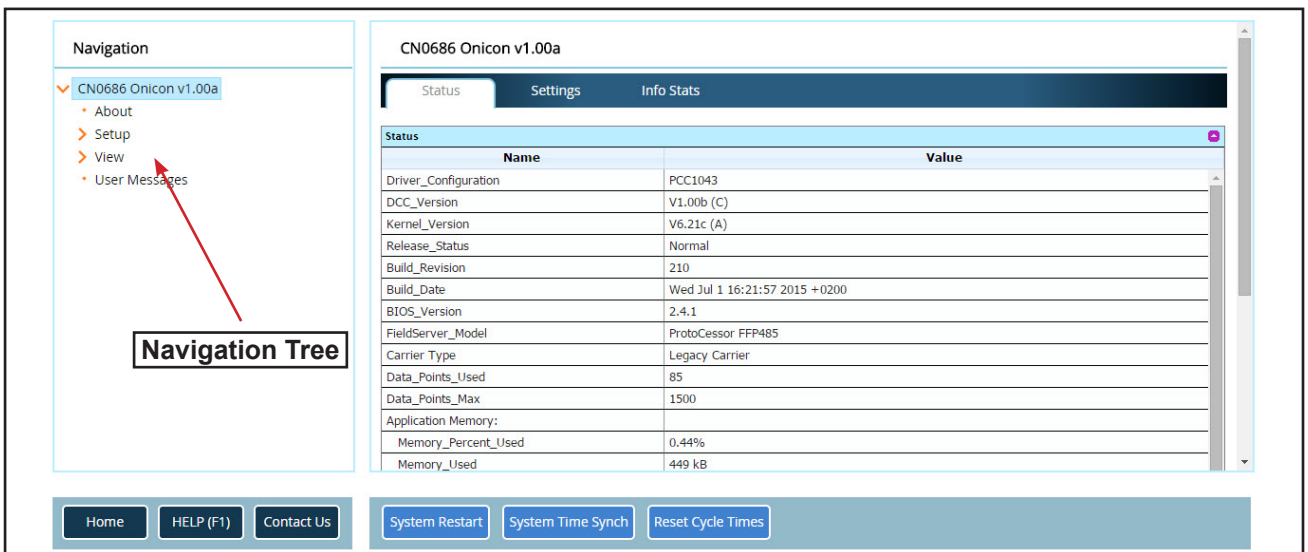 Navigation
CN0686 Onicon v1.00a
About
Setup
View
User Messages
Navigation Tree
CN0686 Onicon v1.00a
Status Settings Info Stats
Status
Name Value
Driver_Configuration PCC1043
DCC_Version V1.00b (C)
Kernel_Version V6.21c (A)
Release_Status Normal
Build_Revision 210
Build_Date Wed Jul 1 16:21:57 2015 +0200
BIOS_Version 2.4.1
FieldServer_Model ProtoCessor FFP485
Carrier Type Legacy Carrier
Data_Points_Used 85
Data_Points_Max 1500
Application Memory:
Memory_Percent_Used 0.44%
Memory_Used 449 kB
Home HELP (F1) Contact Us System Restart System Time Synch Reset Cycle Times